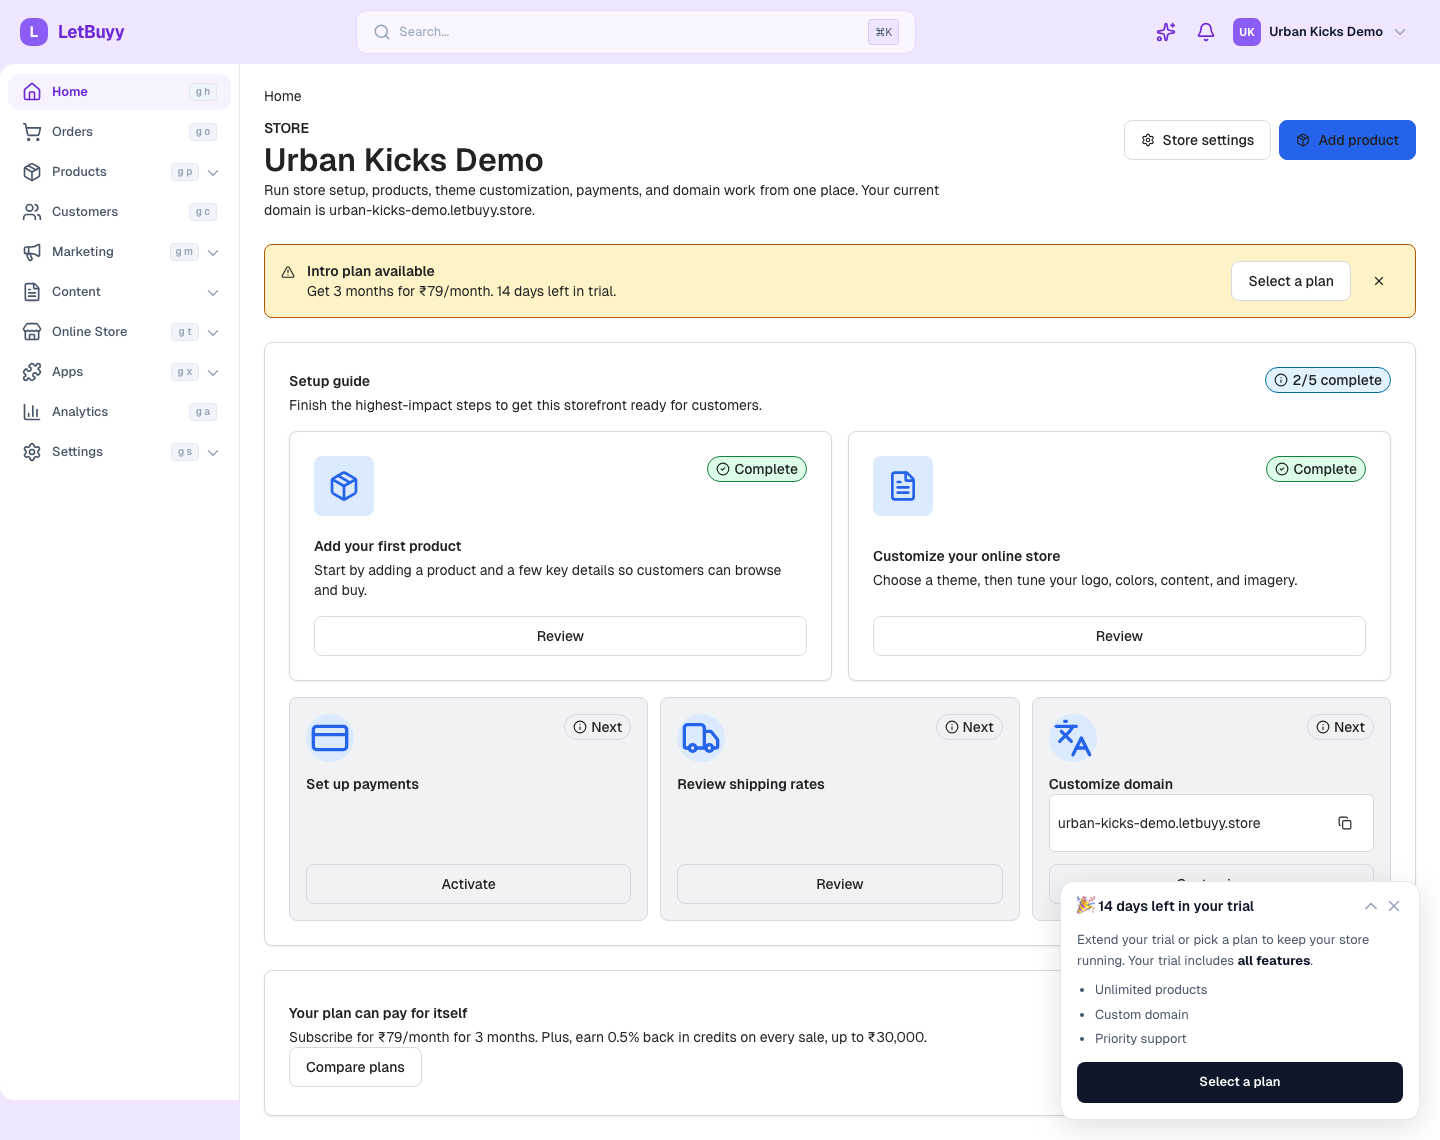 L LetBuyy
Search...
⌘K
UK Urban Kicks Demo
Home g h
Orders g o
Products g p
Customers g c
Marketing g m
Content
Online Store g t
Apps g x
Analytics g a
Settings g s
Home
STORE
Urban Kicks Demo
Run store setup, products, theme customization, payments, and domain work from one place. Your current
domain is urban-kicks-demo.letbuyy.store.
Store settings
Add product
Intro plan available
Get 3 months for ₹79/month. 14 days left in trial.
Select a plan
Setup guide
2/5 complete
Finish the highest-impact steps to get this storefront ready for customers.
Complete
Add your first product
Start by adding a product and a few key details so customers can browse
and buy.
Review
Complete
Customize your online store
Choose a theme, then tune your logo, colors, content, and imagery.
Review
Next
Set up payments
Activate
Next
Review shipping rates
Review
Next
Customize domain
urban-kicks-demo.letbuyy.store
Your plan can pay for itself
Subscribe for ₹79/month for 3 months. Plus, earn 0.5% back in credits on every sale, up to ₹30,000.
Compare plans
🎉 14 days left in your trial
Extend your trial or pick a plan to keep your store
running. Your trial includes all features.
• Unlimited products
• Custom domain
• Priority support
Select a plan